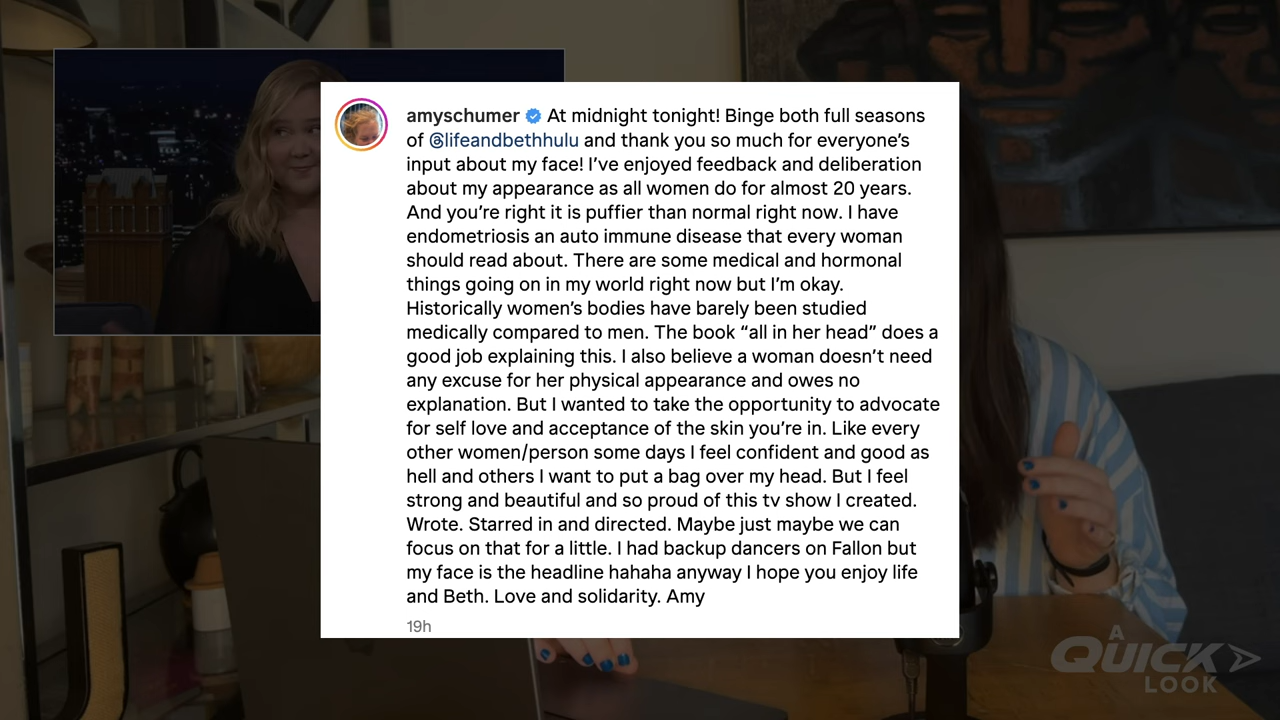 amyschumer At midnight tonight! Binge both full seasons
of @lifeandbethhulu and thank you so much for everyone’s
input about my face! I’ve enjoyed feedback and deliberation
about my appearance as all women do for almost 20 years.
And you’re right it is puffier than normal right now. I have
endometriosis an auto immune disease that every woman
should read about. There are some medical and hormonal
things going on in my world right now but I’m okay.
Historically women’s bodies have barely been studied
medically compared to men. The book “all in her head” does a
good job explaining this. I also believe a woman doesn’t need
any excuse for her physical appearance and owes no
explanation. But I wanted to take the opportunity to advocate
for self love and acceptance of the skin you’re in. Like every
other women/person some days I feel confident and good as
hell and others I want to put a bag over my head. But I feel
strong and beautiful and so proud of this tv show I created.
Wrote. Starred in and directed. Maybe just maybe we can
focus on that for a little. I had backup dancers on Fallon but
my face is the headline hahaha anyway I hope you enjoy life
and Beth. Love and solidarity. Amy
19h
A
QUICK
LOOK